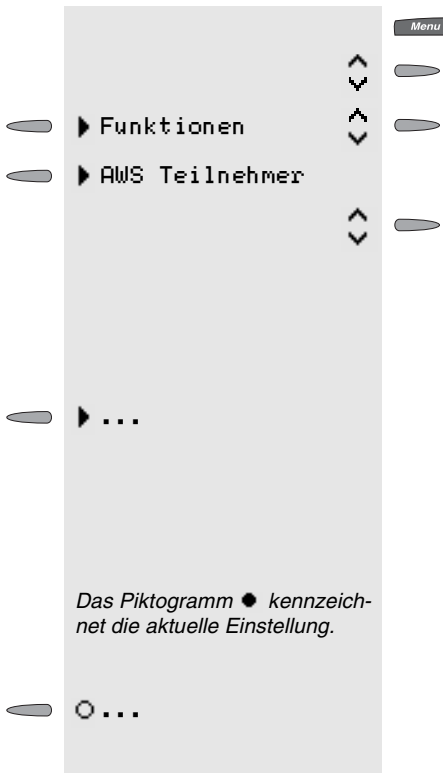 Menu
Funktionen
AWS Teilnehmer
...
Das Piktogramm ● kennzeich-
net die aktuelle Einstellung.
...